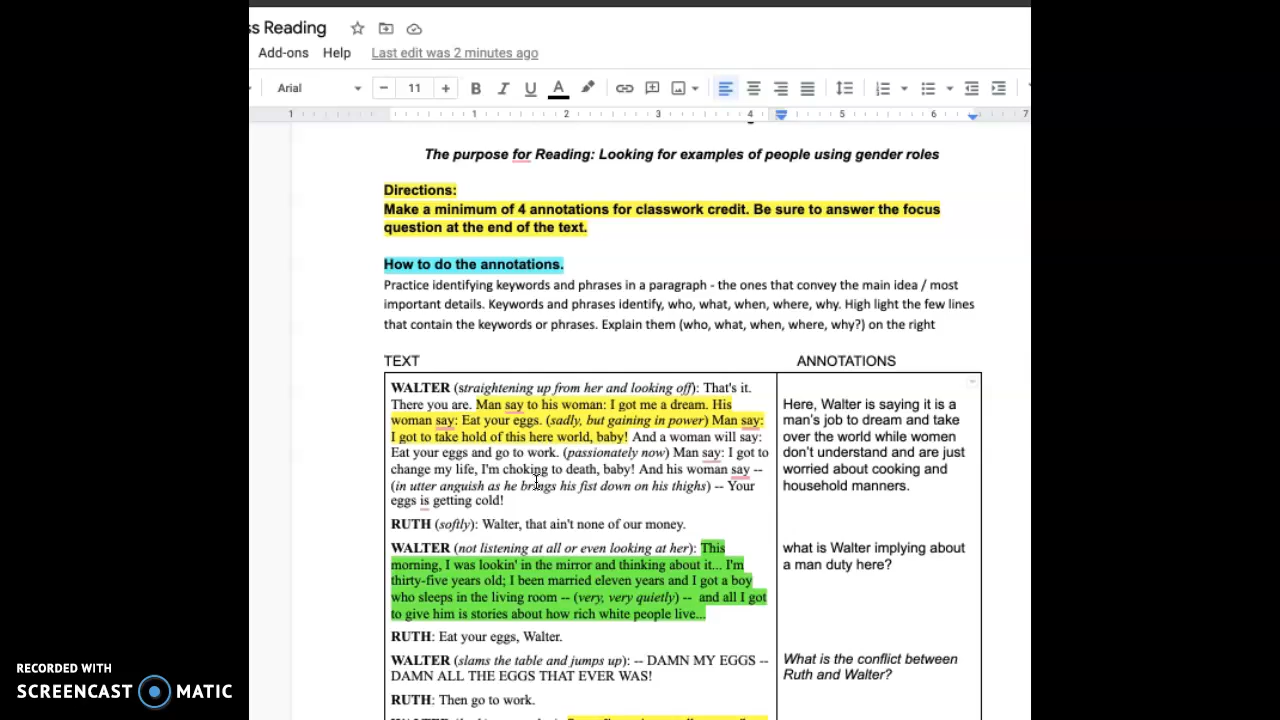 ss Reading
Add-ons Help Last edit was 2 minutes ago
Arial 11
1 1 2 3 4 5 6 7
The purpose for Reading: Looking for examples of people using gender roles
Directions:
Make a minimum of 4 annotations for classwork credit. Be sure to answer the focus
question at the end of the text.
How to do the annotations.
Practice identifying keywords and phrases in a paragraph - the ones that convey the main idea / most
important details. Keywords and phrases identify, who, what, when, where, why. High light the few lines
that contain the keywords or phrases. Explain them (who, what, when, where, why?) on the right
TEXT
WALTER (straightening up from her and looking off): That's it.
There you are. Man say to his woman: I got me a dream. His
woman say: Eat your eggs. (sadly, but gaining in power) Man say:
I got to take hold of this here world, baby! And a woman will say:
Eat your eggs and go to work. (passionately now) Man say: I got to
change my life, I'm choking to death, baby! And his woman say --
(in utter anguish as he brings his fist down on his thighs) -- Your
eggs is getting cold!
RUTH (softly): Walter, that ain't none of our money.
WALTER (not listening at all or even looking at her): This
morning, I was lookin' in the mirror and thinking about it... I'm
thirty-five years old; I been married eleven years and I got a boy
who sleeps in the living room -- (very, very quietly) -- and all I got
to give him is stories about how rich white people live...
RUTH: Eat your eggs, Walter.
WALTER (slams the table and jumps up): -- DAMN MY EGGS --
DAMN ALL THE EGGS THAT EVER WAS!
RUTH: Then go to work.
ANNOTATIONS
Here, Walter is saying it is a
man's job to dream and take
over the world while women
don't understand and are just
worried about cooking and
household manners.
what is Walter implying about
a man duty here?
What is the conflict between
Ruth and Walter?
RECORDED WITH
SCREENCAST MATIC